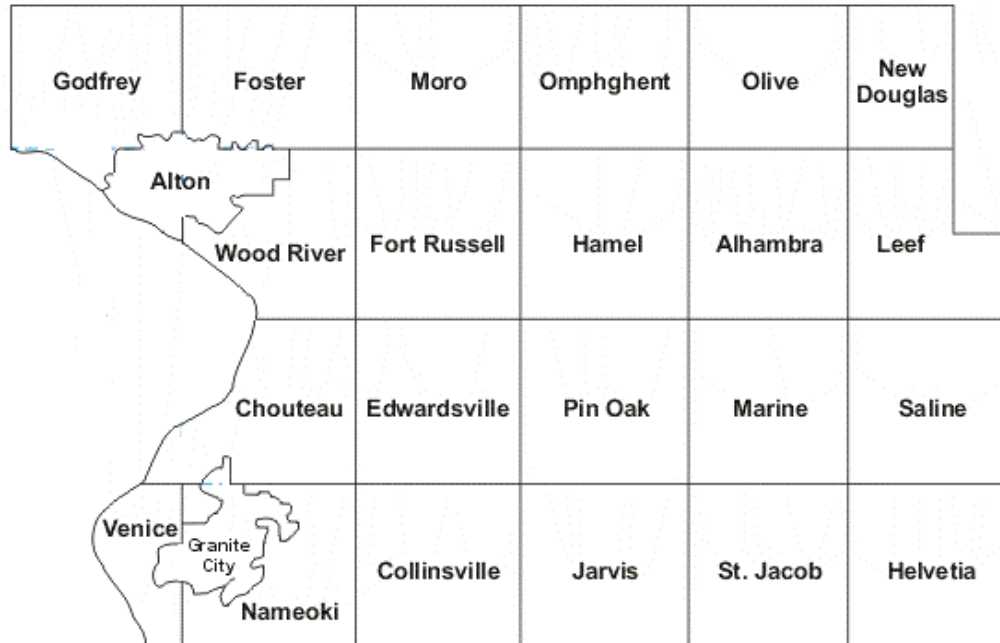 Godfrey
Foster
Moro
Omphghent
Olive
New
Douglas
Alton
Wood River
Fort Russell
Hamel
Alhambra
Leef
Chouteau
Edwardsville
Pin Oak
Marine
Saline
Venice
Granite
City
Nameoki
Collinsville
Jarvis
St. Jacob
Helvetia